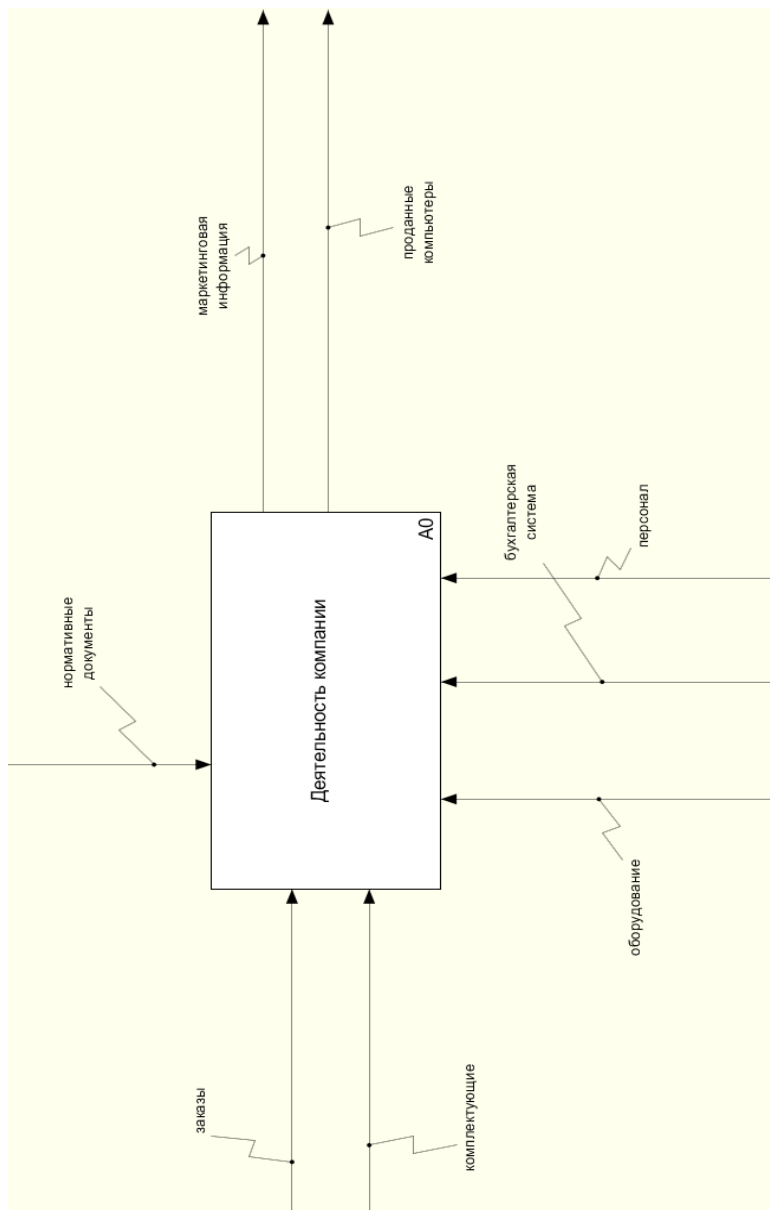 нормативные
документы
маркетинговая
информация
проданные
компьютеры
заказы
комплектующие
Деятельность компании
A0
бухгалтерская
система
персонал
оборудование